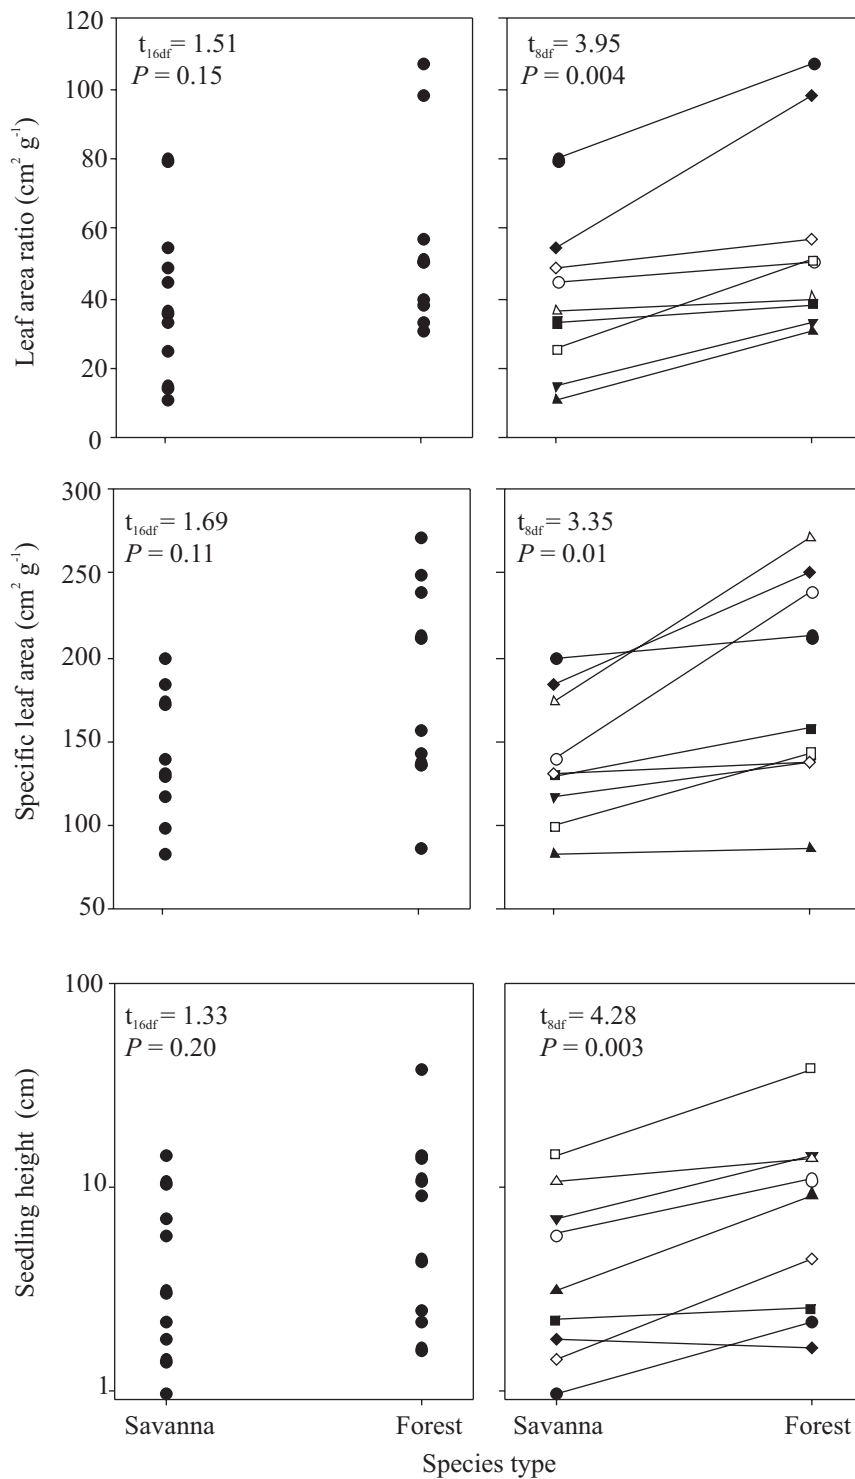 120
100
80
60
40
20
0
Leaf area ratio (cm² g⁻¹)
t16df = 1.51
P = 0.15
t8df = 3.95
P = 0.004
300
250
200
150
100
50
Specific leaf area (cm² g⁻¹)
t16df = 1.69
P = 0.11
t8df = 3.35
P = 0.01
100
10
1
Seedling height (cm)
t16df = 1.33
P = 0.20
t8df = 4.28
P = 0.003
Savanna Forest Savanna Forest
Species type